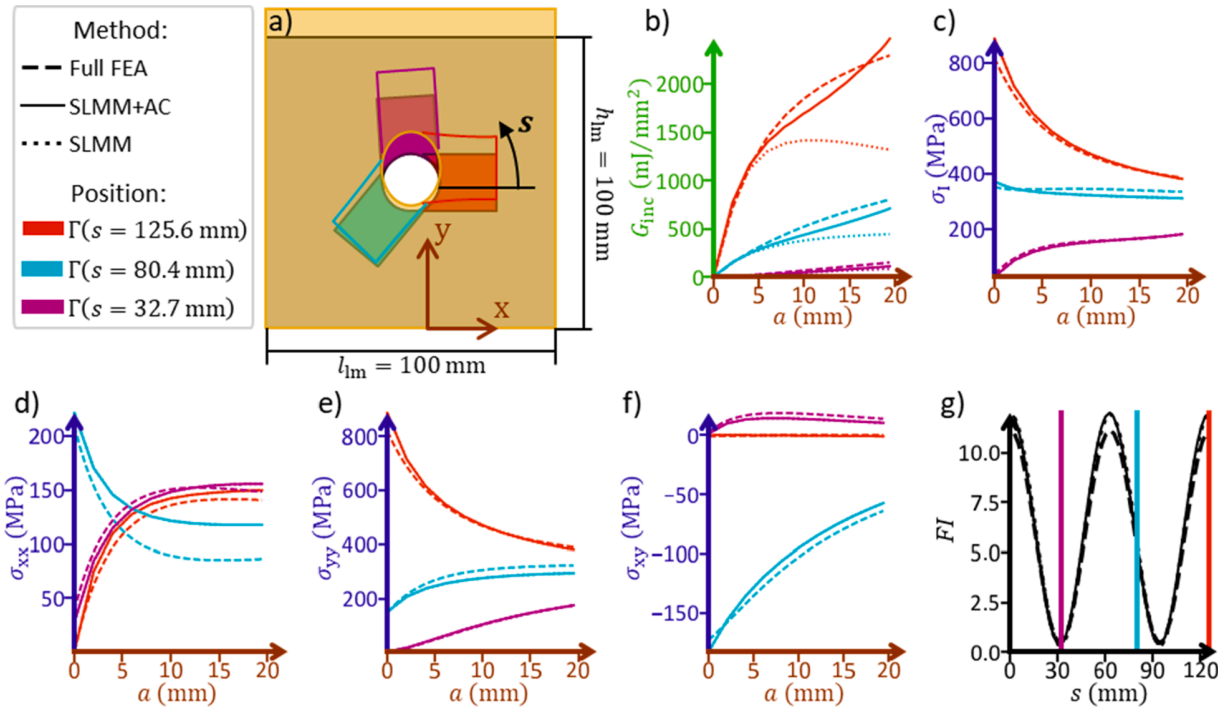 Method:
Full FEA
SLMM+AC
SLMM
Position:
Γ(s = 125.6 mm)
Γ(s = 80.4 mm)
Γ(s = 32.7 mm)
a)
s
y
x
h_lm = 100 mm
l_lm = 100 mm
b)
G_inc (mJ/mm²)
2000
1750
1500
1250
1000
500
0
0 5 10 15 20
a (mm)
c)
σ_I (MPa)
800
600
400
200
0 5 10 15 20
a (mm)
d)
σ_xx (MPa)
200
150
100
50
0 5 10 15 20
a (mm)
e)
σ_yy (MPa)
800
600
400
200
0 5 10 15 20
a (mm)
f)
σ_xy (MPa)
0
−50
−100
−150
0 5 10 15 20
a (mm)
g)
FI
10.0
7.5
5.0
2.5
0.0
0 30 60 90 120
s (mm)